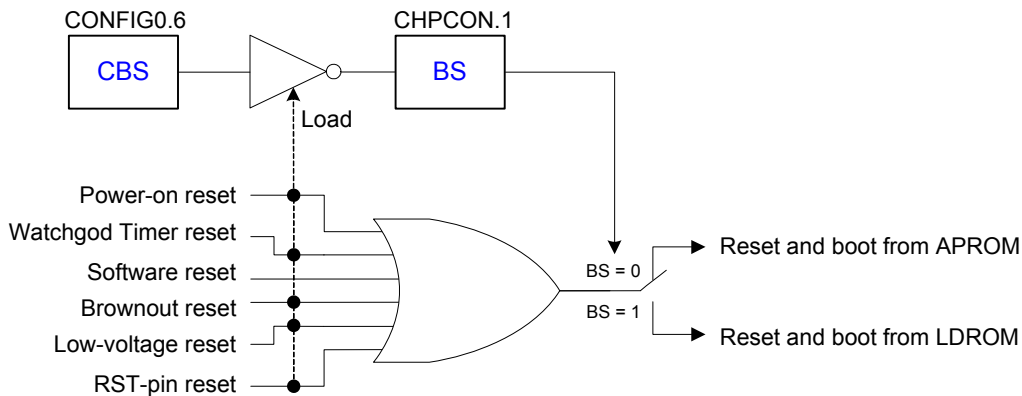 CONFIG0.6
CHPCON.1
CBS
BS
Load
Power-on reset
Watchgod Timer reset
Software reset
Brownout reset
Low-voltage reset
RST-pin reset
BS = 0
BS = 1
Reset and boot from APROM
Reset and boot from LDROM